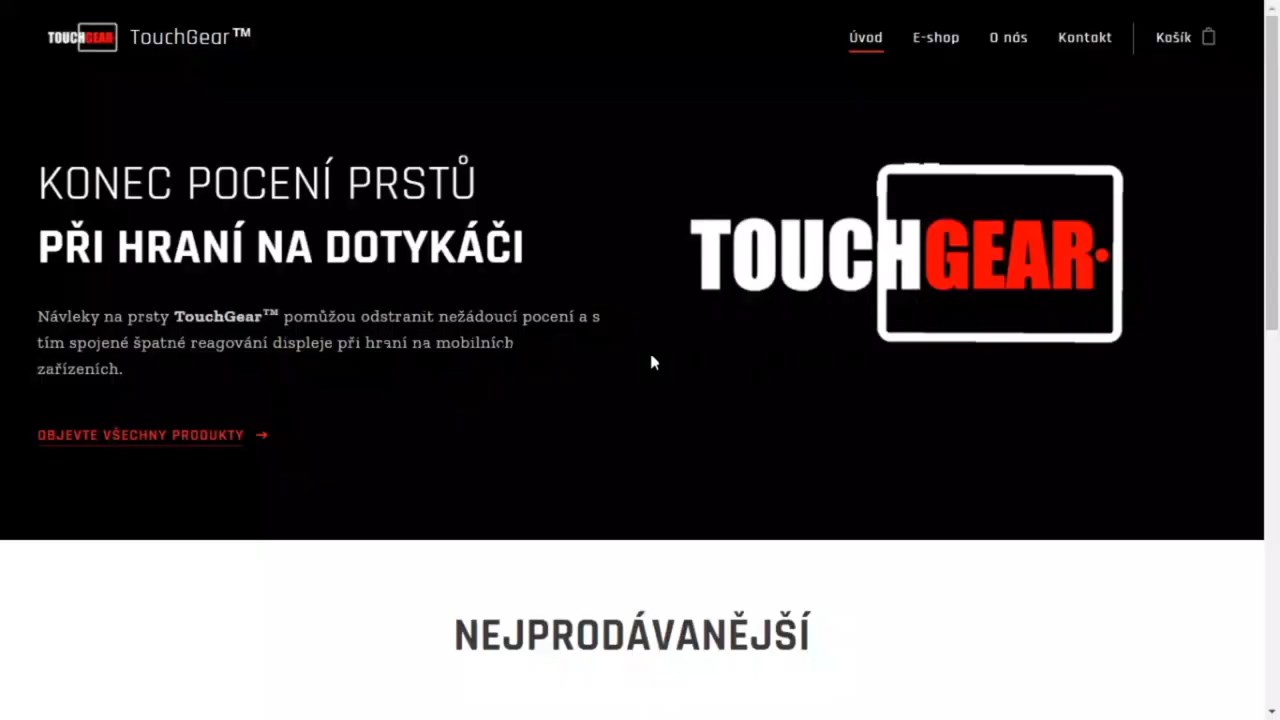 TOUCHGEAR TouchGear™
Úvod E-shop O nás Kontakt Košík
KONEC POCENÍ PRSTŮ
PŘI HRANÍ NA DOTYKÁČI
TOUCHGEAR
Návleky na prsty TouchGear™ pomůžou odstranit nežádoucí pocení a s
tím spojené špatné reagování displeje při hraní na mobilních
zařízeních.
OBJEVTE VŠECHNY PRODUKTY →
NEJPRODÁVANĚJŠÍ